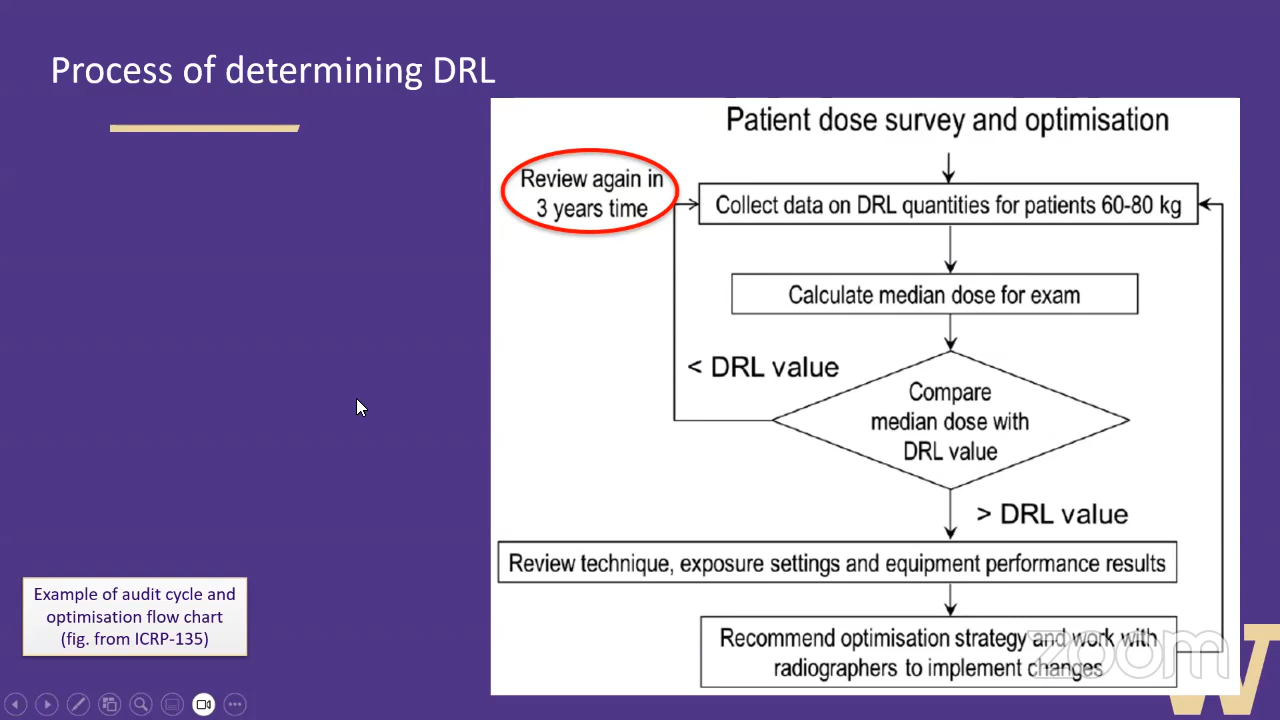 Process of determining DRL
Patient dose survey and optimisation
Review again in
3 years time
Collect data on DRL quantities for patients 60-80 kg
Calculate median dose for exam
< DRL value
Compare
median dose with
DRL value
> DRL value
Review technique, exposure settings and equipment performance results
Recommend optimisation strategy and work with
radiographers to implement changes
Example of audit cycle and
optimisation flow chart
(fig. from ICRP-135)
zoom
W